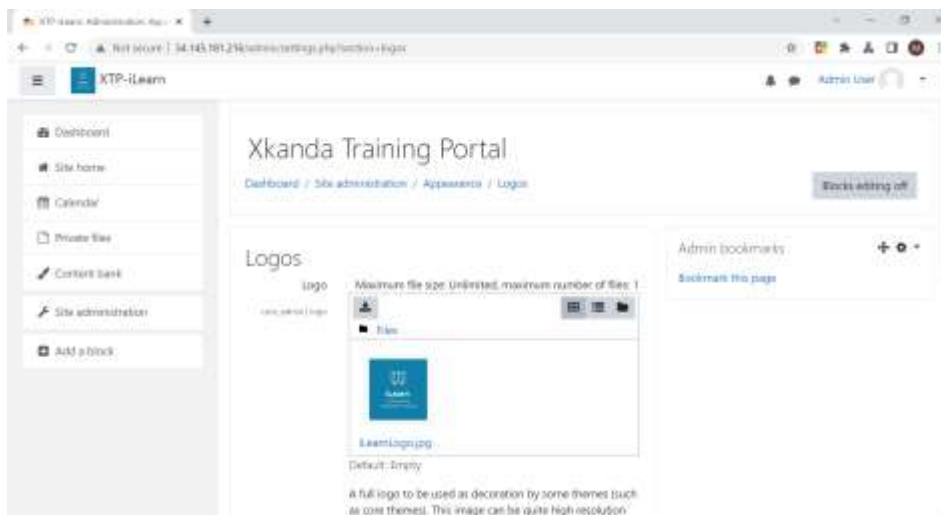 Not secure
XTP-iLearn
Admin User
Dashboard
Site home
Calendar
Private files
Content bank
Site administration
Add a block
Xkanda Training Portal
Dashboard / Site administration / Appearance / Logos
Blocks editing off
Logos
Logo
Maximum file size: Unlimited, maximum number of files: 1
Files
iLearn
iLearnLogo.jpg
Default: Empty
A full logo to be used as decoration by some themes (such
as core themes). This image can be quite high resolution
Admin bookmarks
Bookmark this page